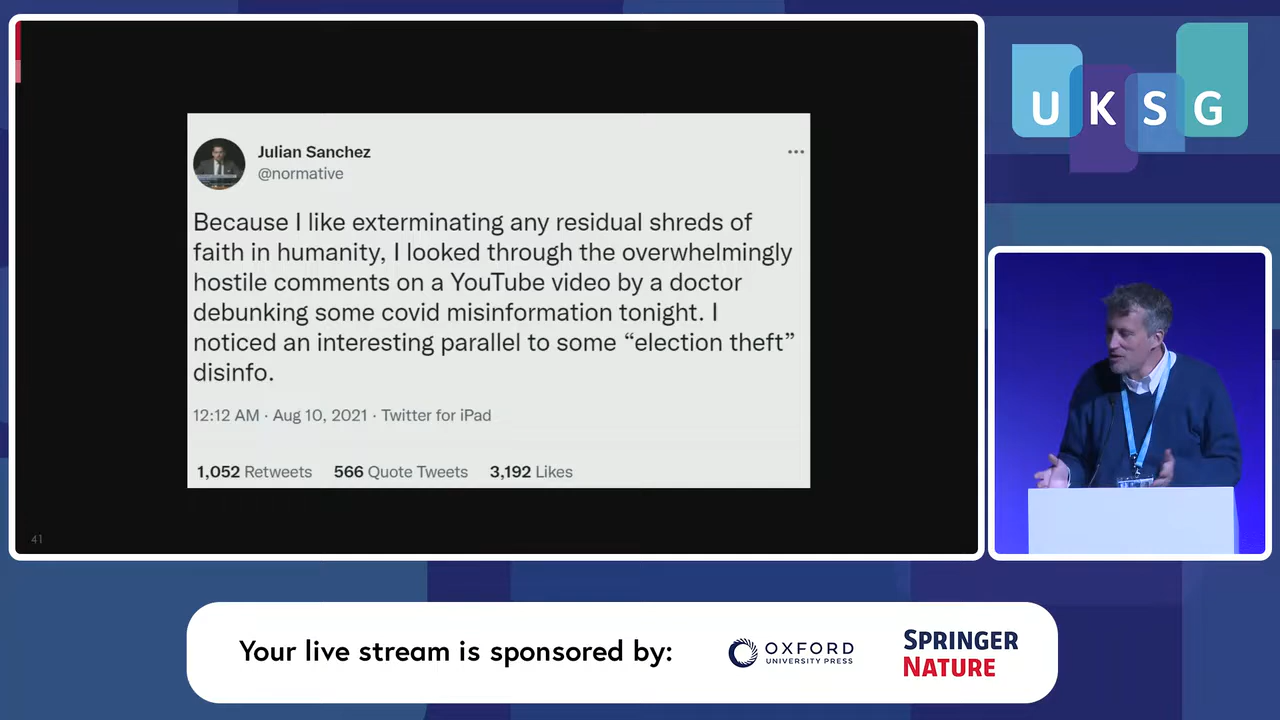 Julian Sanchez
@normative
Because I like exterminating any residual shreds of
faith in humanity, I looked through the overwhelmingly
hostile comments on a YouTube video by a doctor
debunking some covid misinformation tonight. I
noticed an interesting parallel to some “election theft”
disinfo.
12:12 AM · Aug 10, 2021 · Twitter for iPad
1,052 Retweets 566 Quote Tweets 3,192 Likes
41
UKSG
Your live stream is sponsored by:
OXFORD
UNIVERSITY PRESS
SPRINGER
NATURE